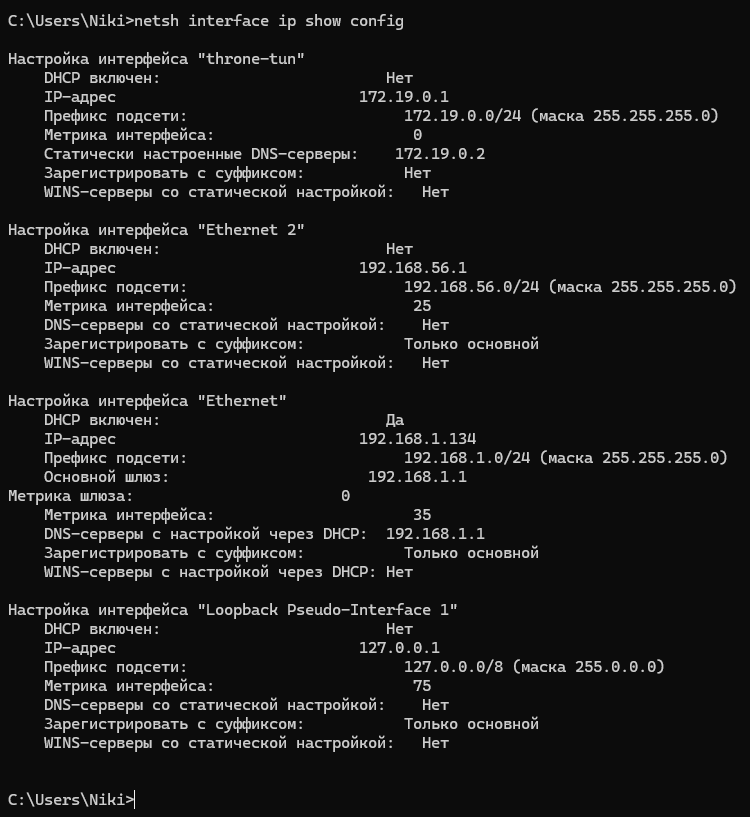 C:\Users\Niki>netsh interface ip show config
Настройка интерфейса "throne-tun"
DHCP включен: Нет
IP-адрес 172.19.0.1
Префикс подсети: 172.19.0.0/24 (маска 255.255.255.0)
Метрика интерфейса: 0
Статически настроенные DNS-серверы: 172.19.0.2
Зарегистрировать с суффиксом: Нет
WINS-серверы со статической настройкой: Нет
Настройка интерфейса "Ethernet 2"
DHCP включен: Нет
IP-адрес 192.168.56.1
Префикс подсети: 192.168.56.0/24 (маска 255.255.255.0)
Метрика интерфейса: 25
DNS-серверы со статической настройкой: Нет
Зарегистрировать с суффиксом: Только основной
WINS-серверы со статической настройкой: Нет
Настройка интерфейса "Ethernet"
DHCP включен: Да
IP-адрес 192.168.1.134
Префикс подсети: 192.168.1.0/24 (маска 255.255.255.0)
Основной шлюз: 192.168.1.1
Метрика шлюза: 0
Метрика интерфейса: 35
DNS-серверы с настройкой через DHCP: 192.168.1.1
Зарегистрировать с суффиксом: Только основной
WINS-серверы с настройкой через DHCP: Нет
Настройка интерфейса "Loopback Pseudo-Interface 1"
DHCP включен: Нет
IP-адрес 127.0.0.1
Префикс подсети: 127.0.0.0/8 (маска 255.0.0.0)
Метрика интерфейса: 75
DNS-серверы со статической настройкой: Нет
Зарегистрировать с суффиксом: Только основной
WINS-серверы со статической настройкой: Нет
C:\Users\Niki>